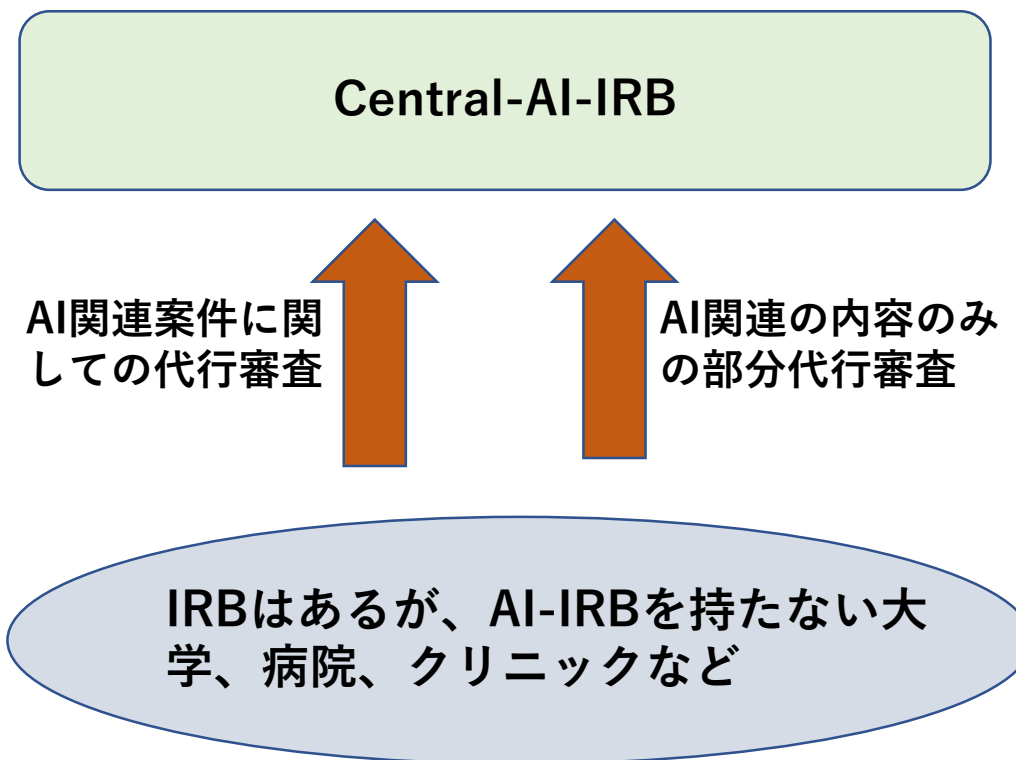 Central-AI-IRB
AI関連案件に関
しての代行審査
AI関連の内容のみ
の部分代行審査
IRBはあるが、AI-IRBを持たない大
学、病院、クリニックなど